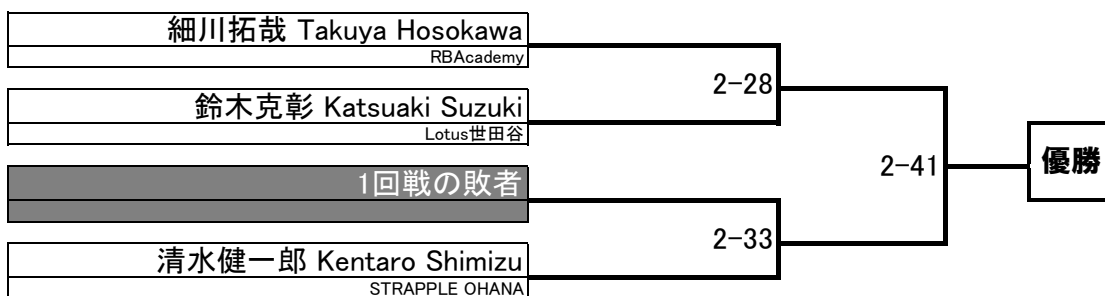 細川拓哉 Takuya Hosokawa
RBAcademy
2-28
鈴木克彰 Katsuaki Suzuki
Lotus世田谷
2-41
優勝
1回戦の敗者
2-33
清水健一郎 Kentaro Shimizu
STRAPPLE OHANA